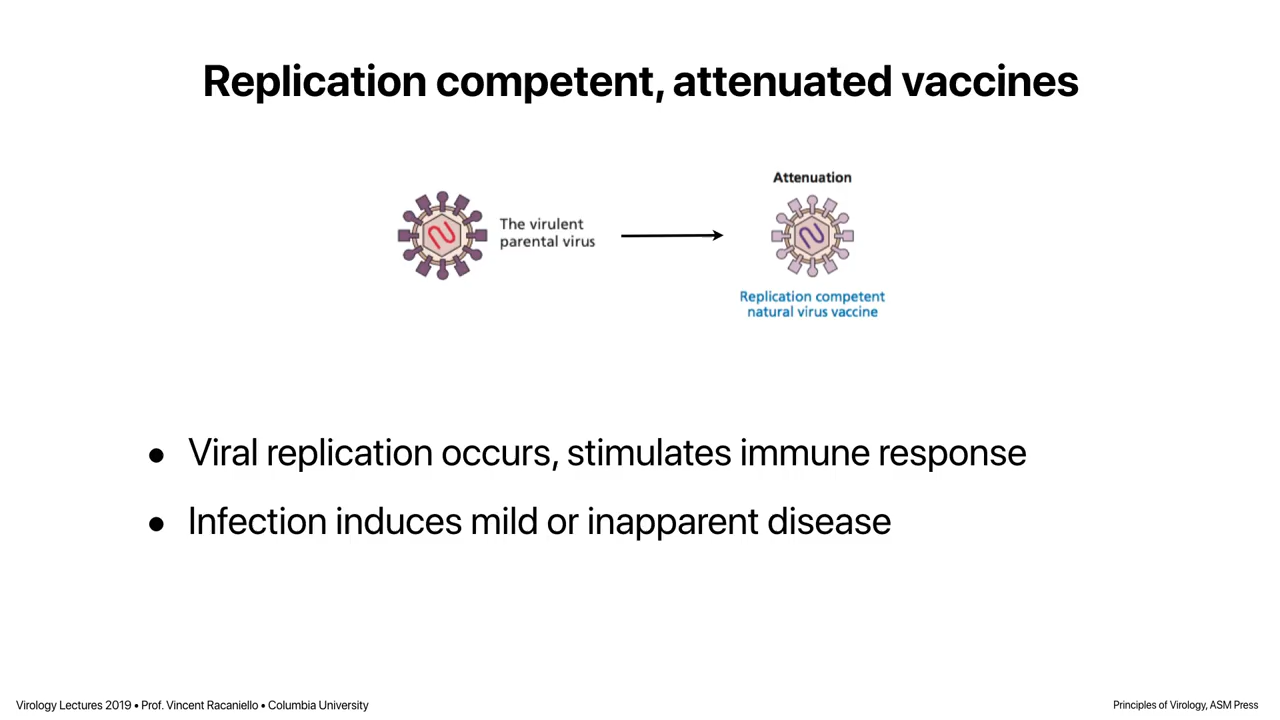 Replication competent, attenuated vaccines
Attenuation
The virulent
parental virus
Replication competent
natural virus vaccine
● Viral replication occurs, stimulates immune response
● Infection induces mild or inapparent disease
Virology Lectures 2019 • Prof. Vincent Racaniello • Columbia University
Principles of Virology, ASM Press